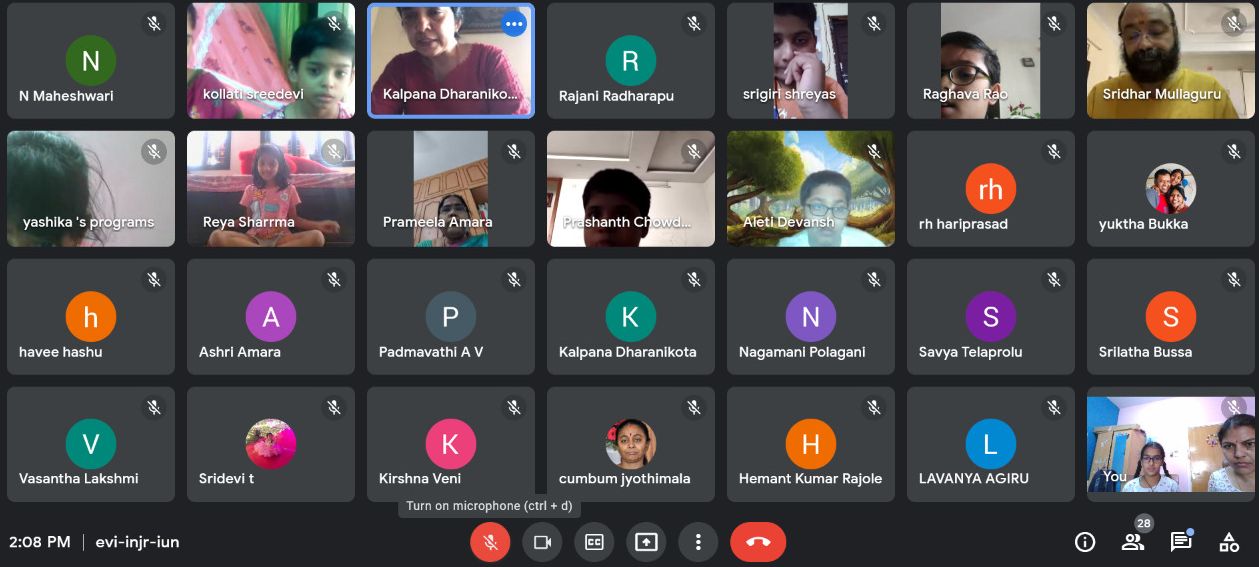 N
N Maheshwari
kollati sreedevi
Kalpana Dharaniko...
R
Rajani Radharapu
srigiri shreyas
Raghava Rao
Sridhar Mullaguru
yashika 's programs
Reya Sharrma
Prameela Amara
Prashanth Chowd...
Aleti Devansh
rh
rh hariprasad
yuktha Bukka
h
havee hashu
A
Ashri Amara
P
Padmavathi A V
K
Kalpana Dharanikota
N
Nagamani Polagani
S
Savya Telaprolu
S
Srilatha Bussa
V
Vasantha Lakshmi
Sridevi t
K
Kirshna Veni
cumbum jyothimala
H
Hemant Kumar Rajole
L
LAVANYA AGIRU
You
Turn on microphone (ctrl + d)
2:08 PM | evi-injr-iun
CC
28